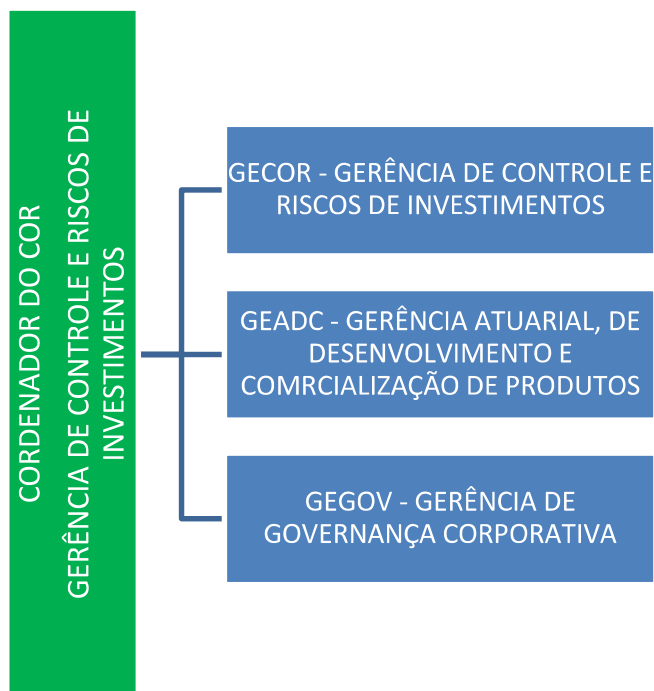 CORDENADOR DO COR
GERÊNCIA DE CONTROLE E RISCOS DE
INVESTIMENTOS
GECOR - GERÊNCIA DE CONTROLE E
RISCOS DE INVESTIMENTOS
GEADC - GERÊNCIA ATUARIAL, DE
DESENVOLVIMENTO E
COMRCIALIZAÇÃO DE PRODUTOS
GEGOV - GERÊNCIA DE
GOVERNANÇA CORPORATIVA